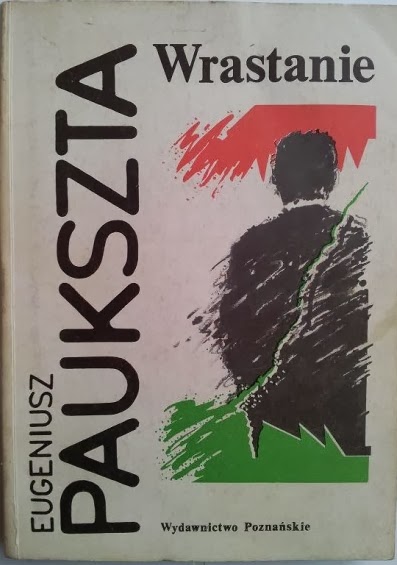 EUGENIUSZ
PAUKSZTA
Wrastanie
Wydawnictwo Poznańskie